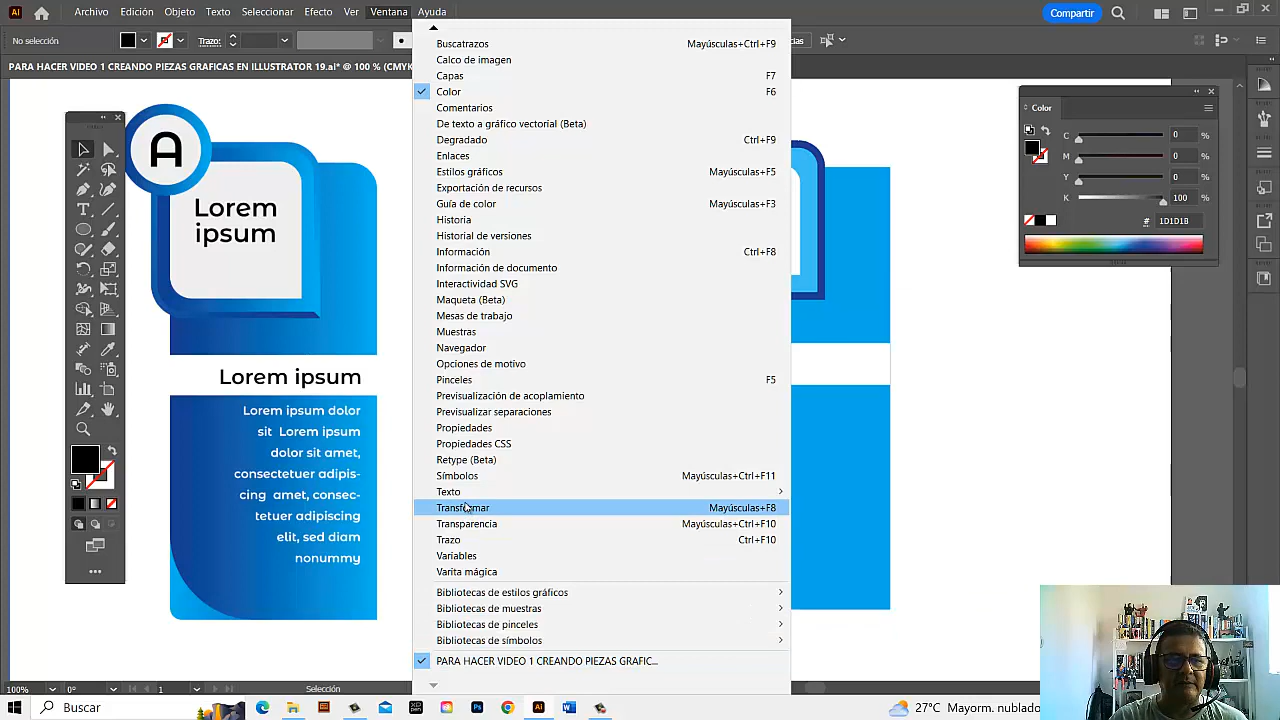 Ai
Archivo Edición Objeto Texto Seleccionar Efecto Ver Ventana Ayuda
Compartir
No selección
Trazo:
PARA HACER VIDEO 1 CREANDO PIEZAS GRAFICAS EN ILLUSTRATOR 19.ai* @ 100 % (CMYK
Buscatrazos Mayúsculas+Ctrl+F9
Calco de imagen
Capas F7
Color F6
Comentarios
De texto a gráfico vectorial (Beta)
Degradado Ctrl+F9
Enlaces
Estilos gráficos Mayúsculas+F5
Exportación de recursos
Guía de color Mayúsculas+F3
Historia
Historial de versiones
Información Ctrl+F8
Información de documento
Interactividad SVG
Maqueta (Beta)
Mesas de trabajo
Muestras
Navegador
Opciones de motivo
Pinceles F5
Previsualización de acoplamiento
Previsualizar separaciones
Propiedades
Propiedades CSS
Retype (Beta)
Símbolos Mayúsculas+Ctrl+F11
Texto
Transformar Mayúsculas+F8
Transparencia Mayúsculas+Ctrl+F10
Trazo Ctrl+F10
Variables
Varita mágica
Bibliotecas de estilos gráficos
Bibliotecas de muestras
Bibliotecas de pinceles
Bibliotecas de símbolos
PARA HACER VIDEO 1 CREANDO PIEZAS GRAFIC...
A
Lorem
ipsum
Lorem ipsum
Lorem ipsum dolor
sit Lorem ipsum
dolor sit amet,
consectetuer adipis-
cing amet, consec-
tetuer adipiscing
elit, sed diam
nonummy
Color
C 0 %
M 0 %
Y 0 %
K 100 %
# 1D1D1B
100% 0° 1 Selección
Buscar
27°C Mayorm. nublado